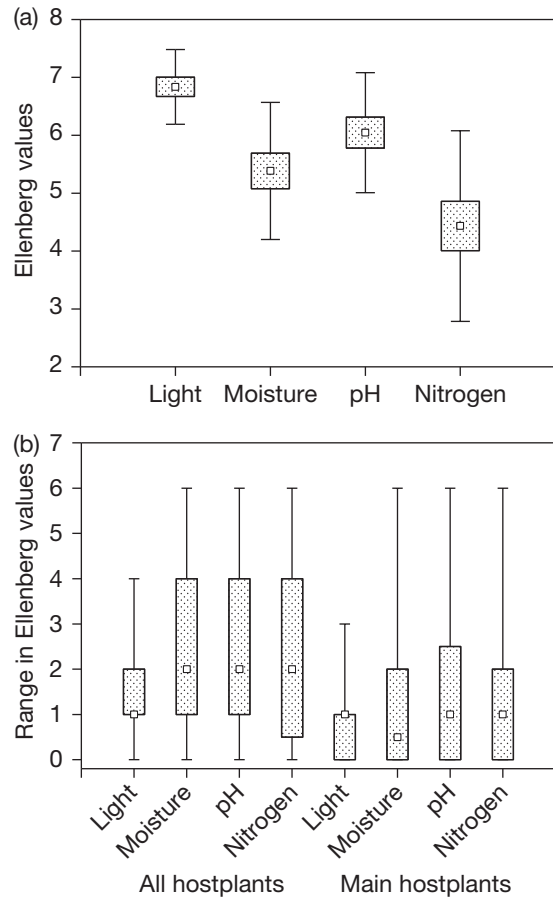 (a)
8
7
6
5
4
3
2
Ellenberg values
Light Moisture pH Nitrogen
(b)
7
6
5
4
3
2
1
0
Range in Ellenberg values
Light Moisture pH Nitrogen Light Moisture pH Nitrogen
All hostplants Main hostplants